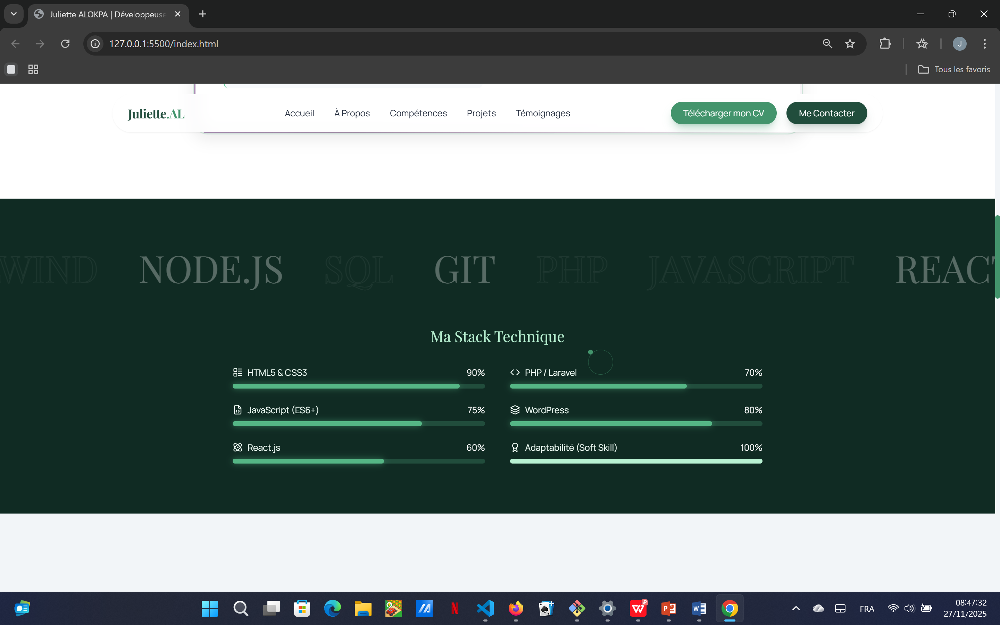 Juliette ALOKPA | Développeuse
127.0.0.1:5500/index.html
J
Tous les favoris
Juliette.AL
Accueil
À Propos
Compétences
Projets
Témoignages
Télécharger mon CV
Me Contacter
WIND NODE.JS SQL GIT PHP JAVASCRIPT REACT
Ma Stack Technique
HTML5 & CSS3 90%
PHP / Laravel 70%
JavaScript (ES6+) 75%
WordPress 80%
React.js 60%
Adaptabilité (Soft Skill) 100%
FRA
08:47:32
27/11/2025